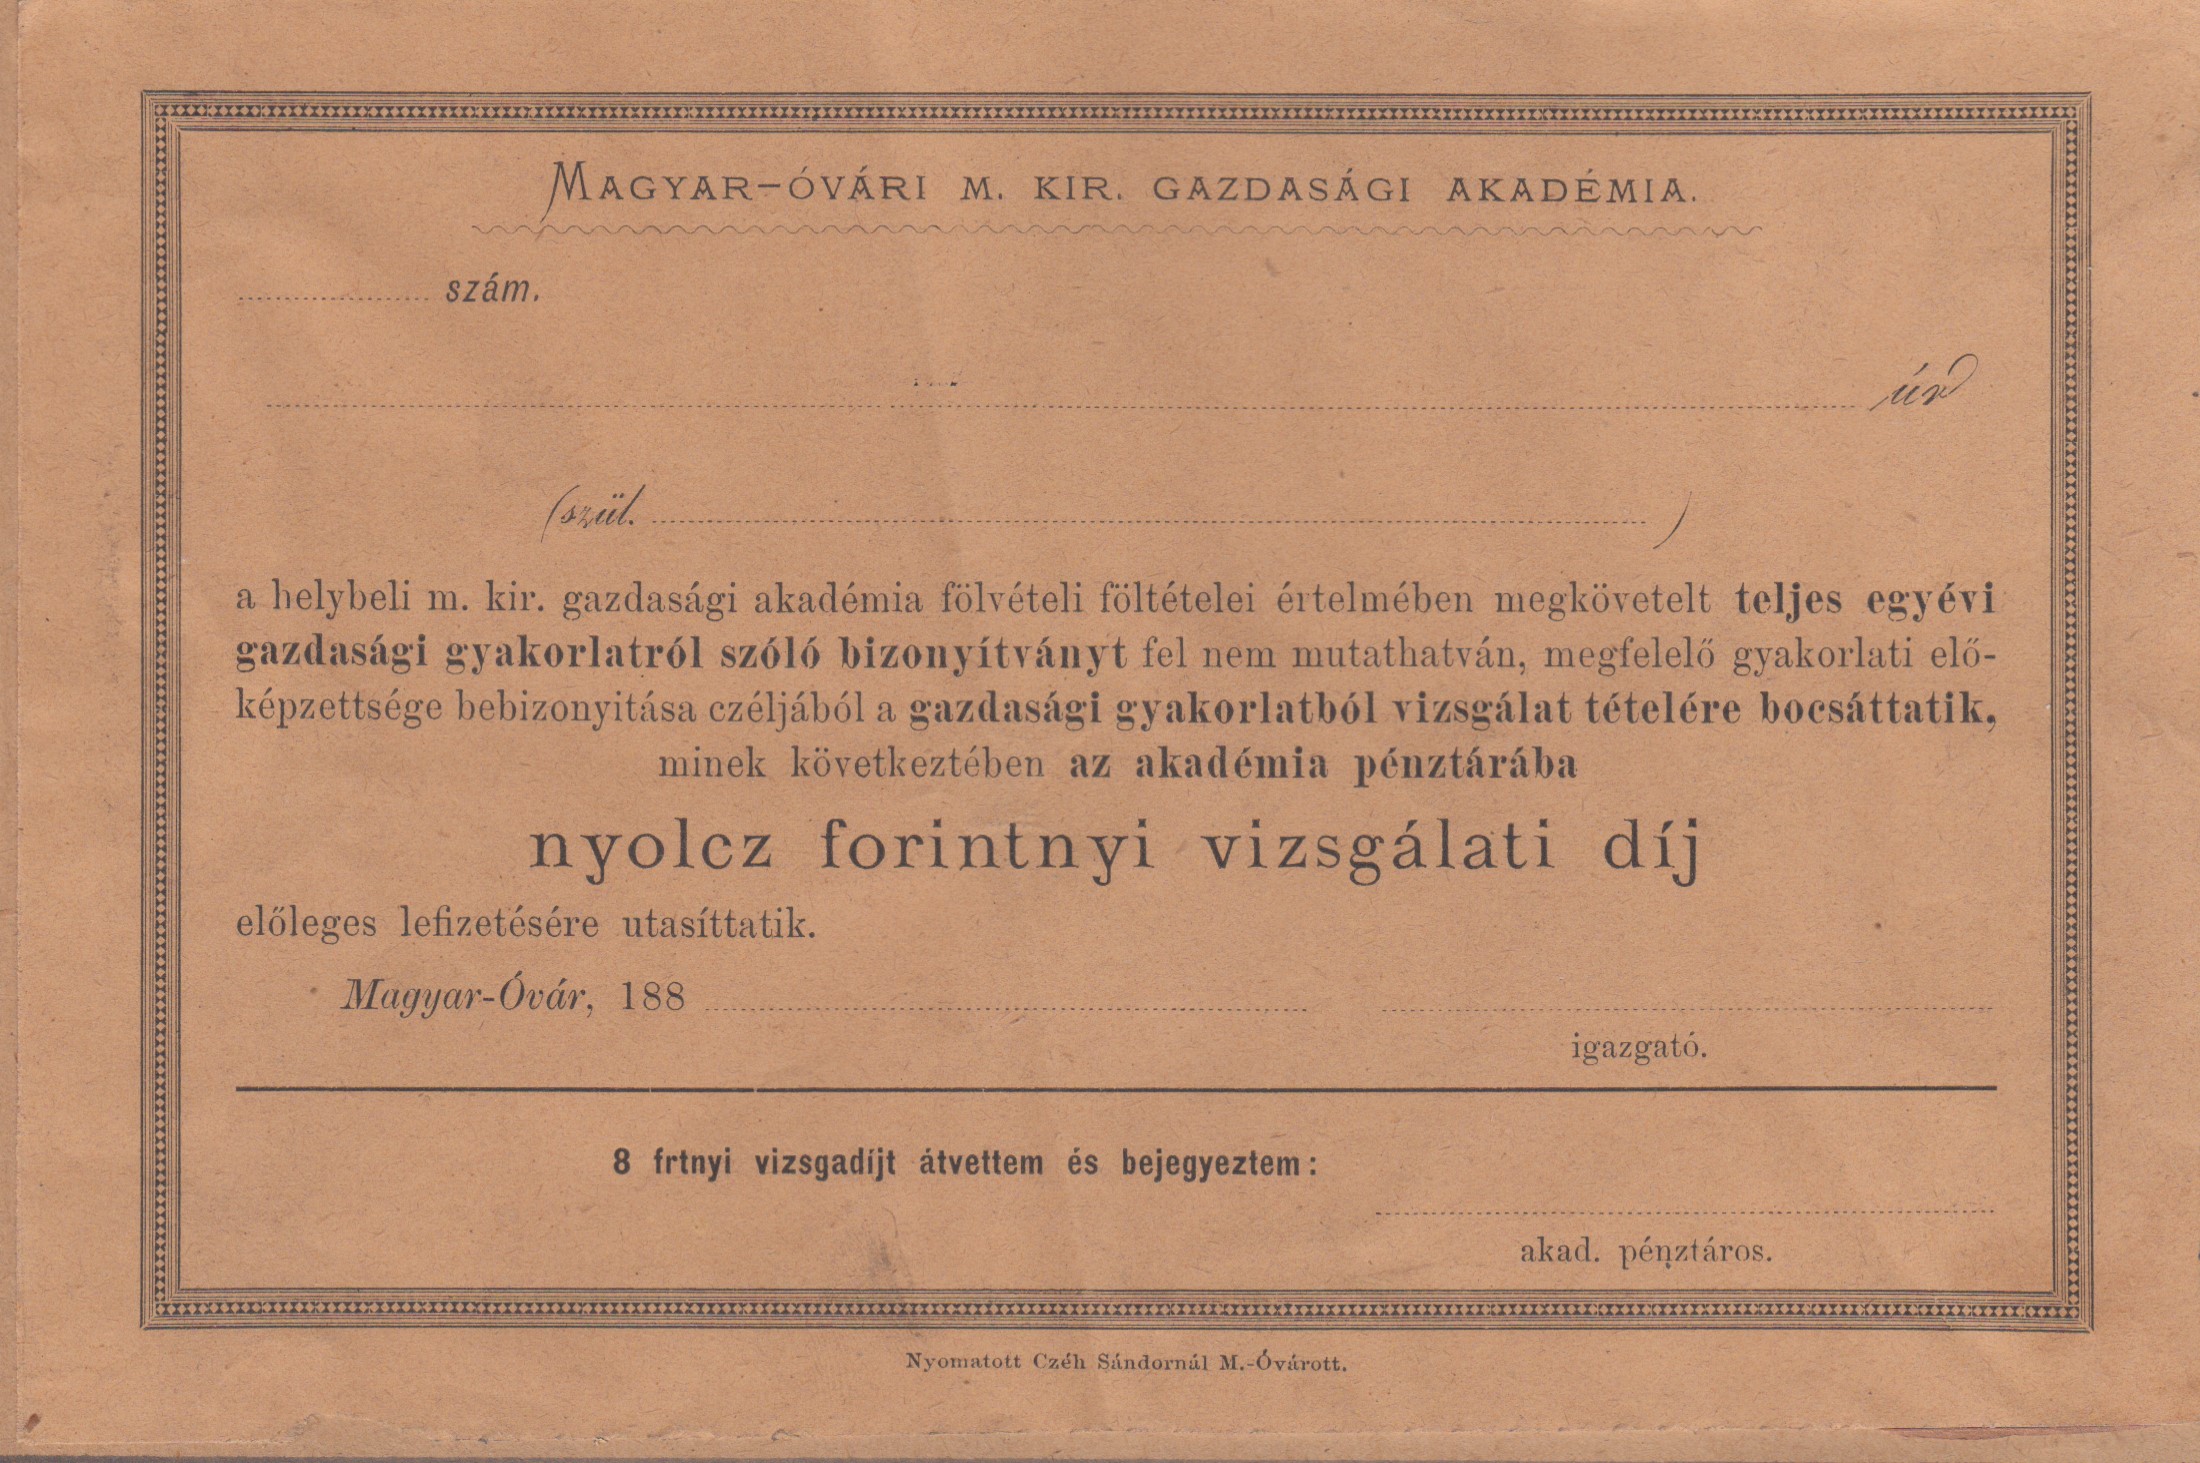 MAGYAR-ÓVÁRI M. KIR. GAZDASÁGI AKADÉMIA.
szám.
úr
(szül. )
a helybeli m. kir. gazdasági akadémia fölvételi föltételei értelmében megkövetelt teljes egyévi
gazdasági gyakorlatról szóló bizonyítványt fel nem mutathatván, megfelelő gyakorlati elő-
képzettsége bebizonyitása czéljából a gazdasági gyakorlatból vizsgálat tételére bocsáttatik,
minek következtében az akadémia pénztárába
nyolcz forintnyi vizsgálati díj
előleges lefizetésére utasíttatik.
Magyar-Óvár, 188
igazgató.
8 frtnyi vizsgadíjt átvettem és bejegyeztem:
akad. pénztáros.
Nyomatott Czéh Sándornál M.-Óvárott.